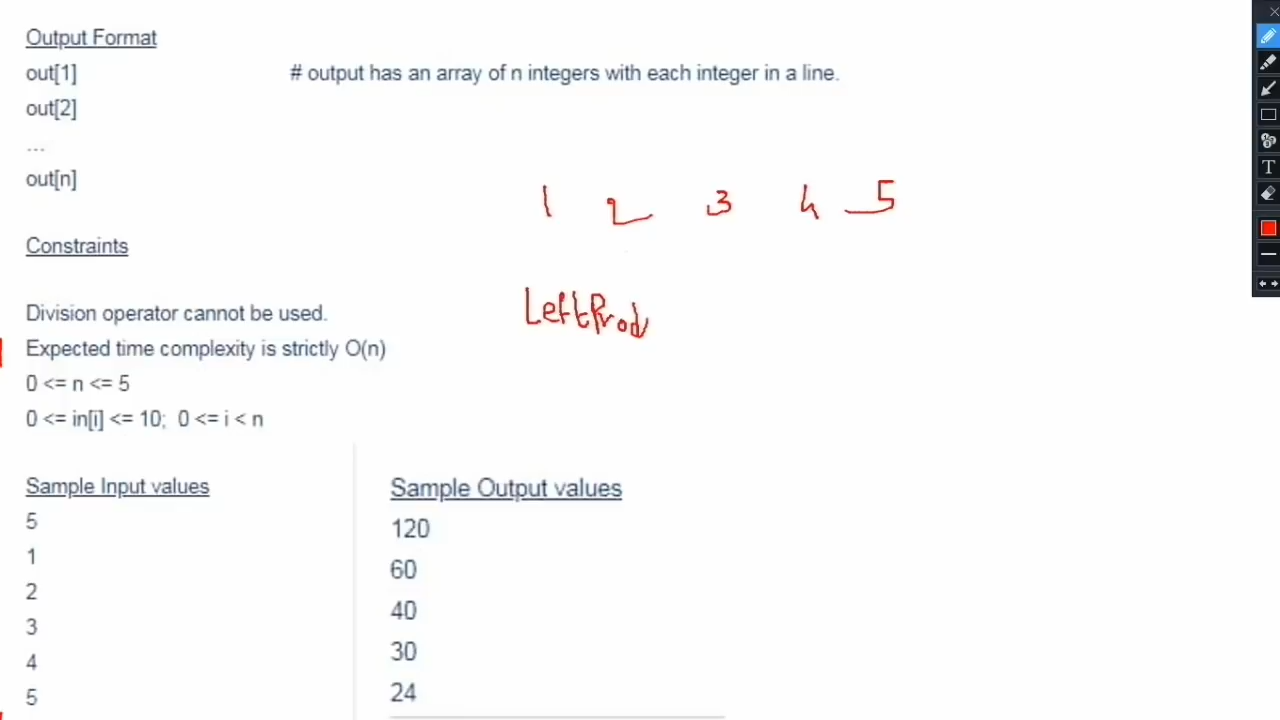 Output Format
out[1] # output has an array of n integers with each integer in a line.
out[2]
...
out[n]
1 2 3 4 5
Constraints
LeftProd
Division operator cannot be used.
Expected time complexity is strictly O(n)
0 <= n <= 5
0 <= in[i] <= 10; 0 <= i < n
Sample Input values
5
1
2
3
4
5
Sample Output values
120
60
40
30
24
T